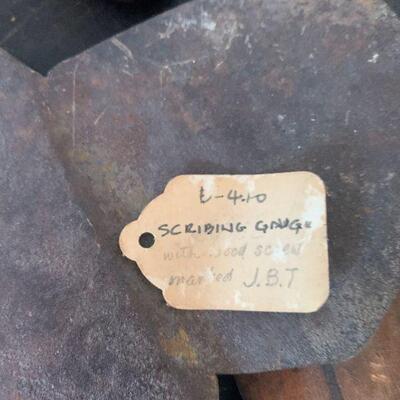 L-4.10
SCRIBING GAUGE
with wood screw
marked J.B.T